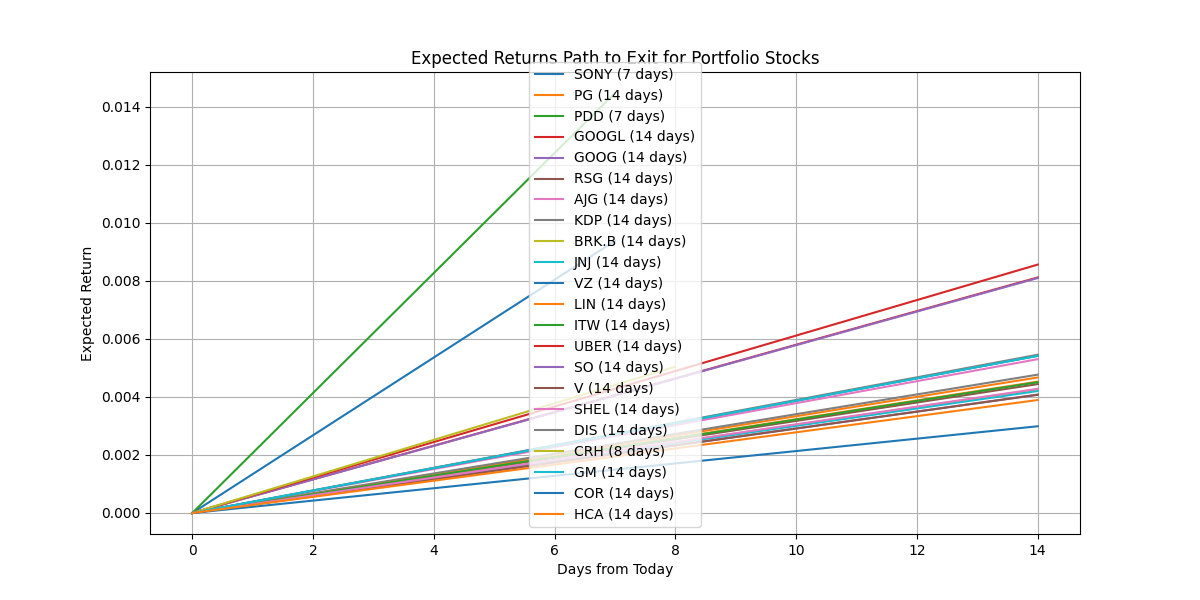 Expected Returns Path to Exit for Portfolio Stocks
SONY (7 days)
PG (14 days)
PDD (7 days)
GOOGL (14 days)
GOOG (14 days)
RSG (14 days)
AJG (14 days)
KDP (14 days)
BRK.B (14 days)
JNJ (14 days)
VZ (14 days)
LIN (14 days)
ITW (14 days)
UBER (14 days)
SO (14 days)
V (14 days)
SHEL (14 days)
DIS (14 days)
CRH (8 days)
GM (14 days)
COR (14 days)
HCA (14 days)
Expected Return
0.014
0.012
0.010
0.008
0.006
0.004
0.002
0.000
0 2 4 6 8 10 12 14
Days from Today